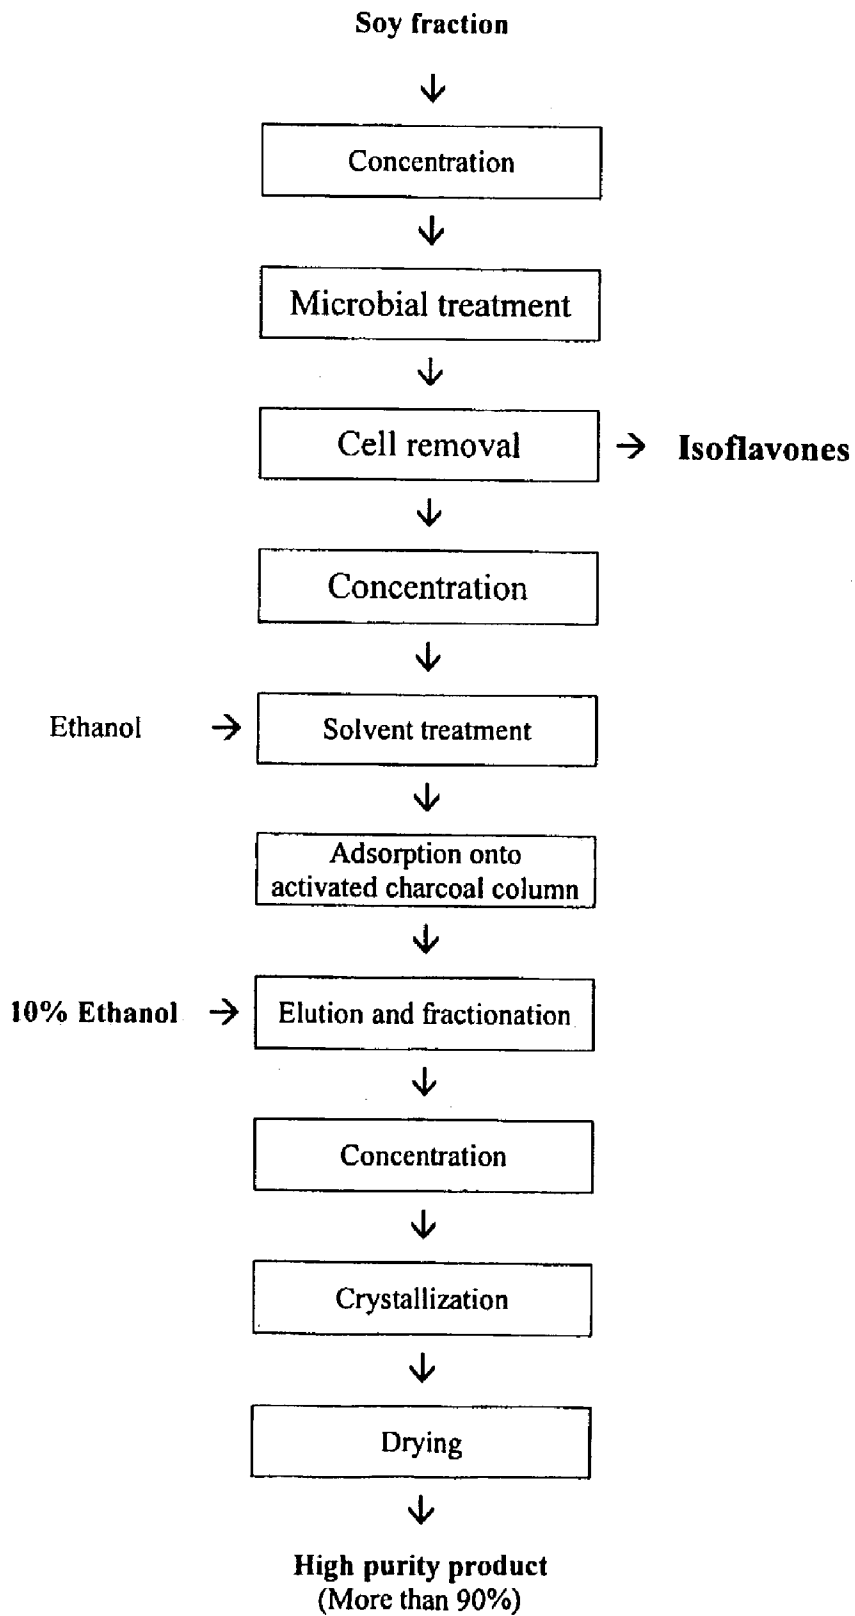 Soy fraction
↓
Concentration
↓
Microbial treatment
↓
Cell removal → Isoflavones
↓
Concentration
↓
Ethanol → Solvent treatment
↓
Adsorption onto
activated charcoal column
↓
10% Ethanol → Elution and fractionation
↓
Concentration
↓
Crystallization
↓
Drying
↓
High purity product
(More than 90%)